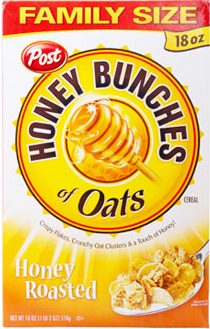 FAMILY SIZE
18 OZ
Post
HONEY BUNCHES
of Oats
CEREAL
Crispy Flakes, Crunchy Oat Clusters & a Touch of Honey!
Honey
Roasted
NET WT 18 OZ (1 LB 2 OZ) 510g